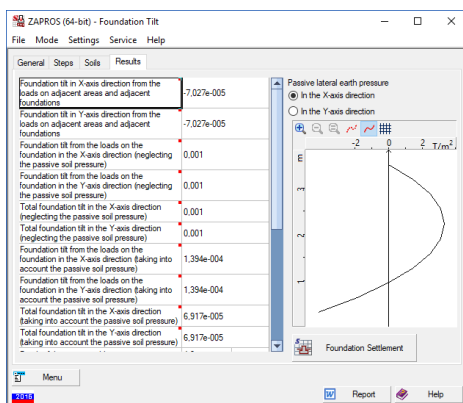 ZAPROS (64-bit) - Foundation Tilt
File Mode Settings Service Help
General Steps Soils Results
Foundation tilt in X-axis direction from the
loads on adjacent areas and adjacent
foundations
-7,027e-005
Foundation tilt in Y-axis direction from the
loads on adjacent areas and adjacent
foundations
-7,027e-005
Foundation tilt from the loads on the
foundation in the X-axis direction (neglecting
the passive soil pressure)
0,001
Foundation tilt from the loads on the
foundation in the Y-axis direction (neglecting
the passive soil pressure)
0,001
Total foundation tilt in the X-axis direction
(neglecting the passive soil pressure)
0,001
Total foundation tilt in the Y-axis direction
(neglecting the passive soil pressure)
0,001
Foundation tilt from the loads on the
foundation in the X-axis direction (taking into
account the passive soil pressure)
1,394e-004
Foundation tilt from the loads on the
foundation in the Y-axis direction (taking into
account the passive soil pressure)
1,394e-004
Total foundation tilt in the X-axis direction
(taking into account the passive soil pressure)
6,917e-005
Total foundation tilt in the Y-axis direction
(taking into account the passive soil pressure)
6,917e-005
Passive lateral earth pressure
In the X-axis direction
In the Y-axis direction
-2 0 2 T/m²
m
3
2
1
Foundation Settlement
Menu
2016
Report
Help